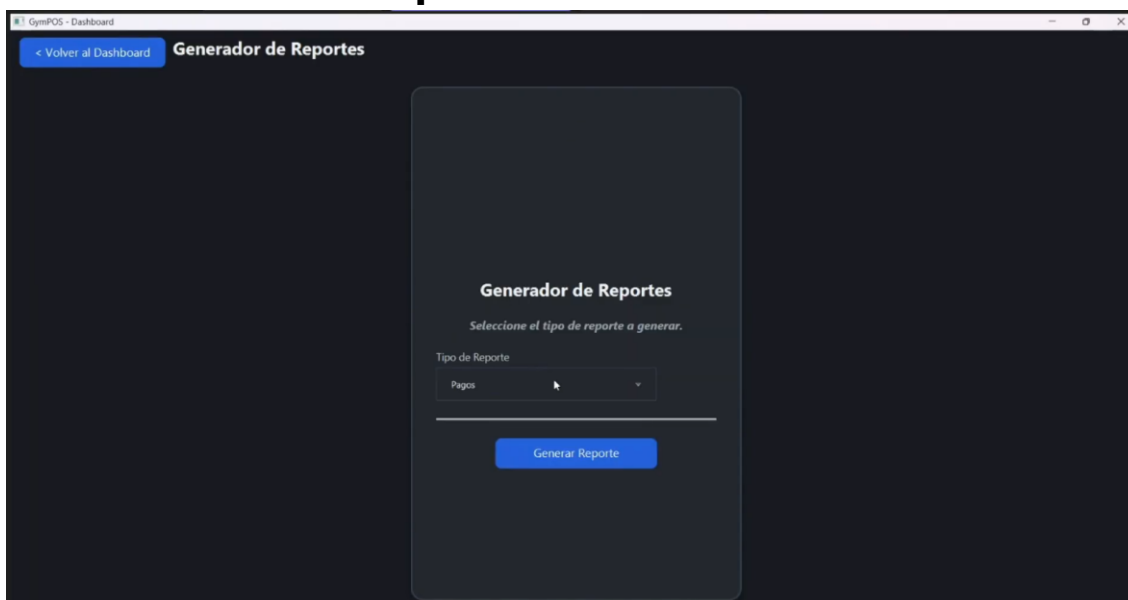 GymPOS - Dashboard
< Volver al Dashboard Generador de Reportes
Generador de Reportes
Seleccione el tipo de reporte a generar.
Tipo de Reporte
Pagos
Generar Reporte